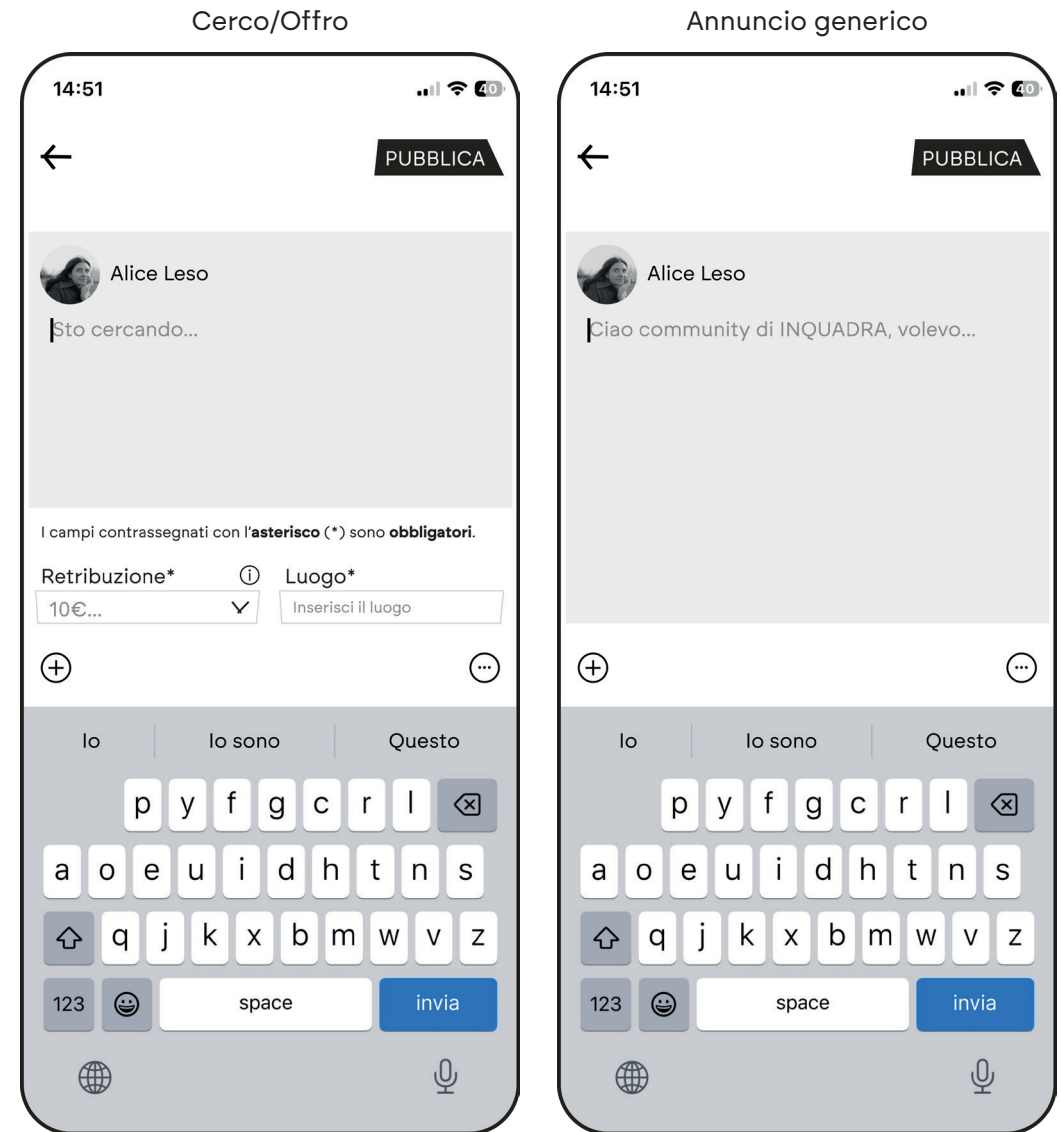 Cerco/Offro
14:51
40
PUBBLICA
Alice Leso
Sto cercando...
I campi contrassegnati con l'asterisco (*) sono obbligatori.
Retribuzione* Luogo*
10€... Inserisci il luogo
Io Io sono Questo
p y f g c r l
a o e u i d h t n s
q j k x b m w v z
123 space invia
Annuncio generico
14:51
40
PUBBLICA
Alice Leso
Ciao community di INQUADRA, volevo...
Io Io sono Questo
p y f g c r l
a o e u i d h t n s
q j k x b m w v z
123 space invia